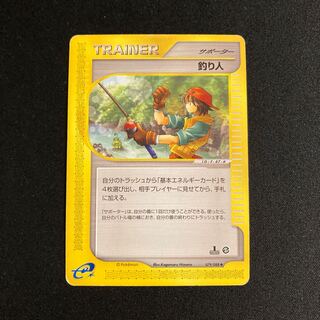 TRAINER
サポーター
釣り人
自分のトラッシュから「基本エネルギーカード」を
4枚選び出し、相手プレイヤーに見せてから、手札
に加える。
「サポーター」は、自分の番に1回だけ使うことができる。使ったら、
自分のバトル場の横におき、自分の番の終わりにトラッシュ。
e
© Pokémon
Illus. Kagemaru Himeno
079/088